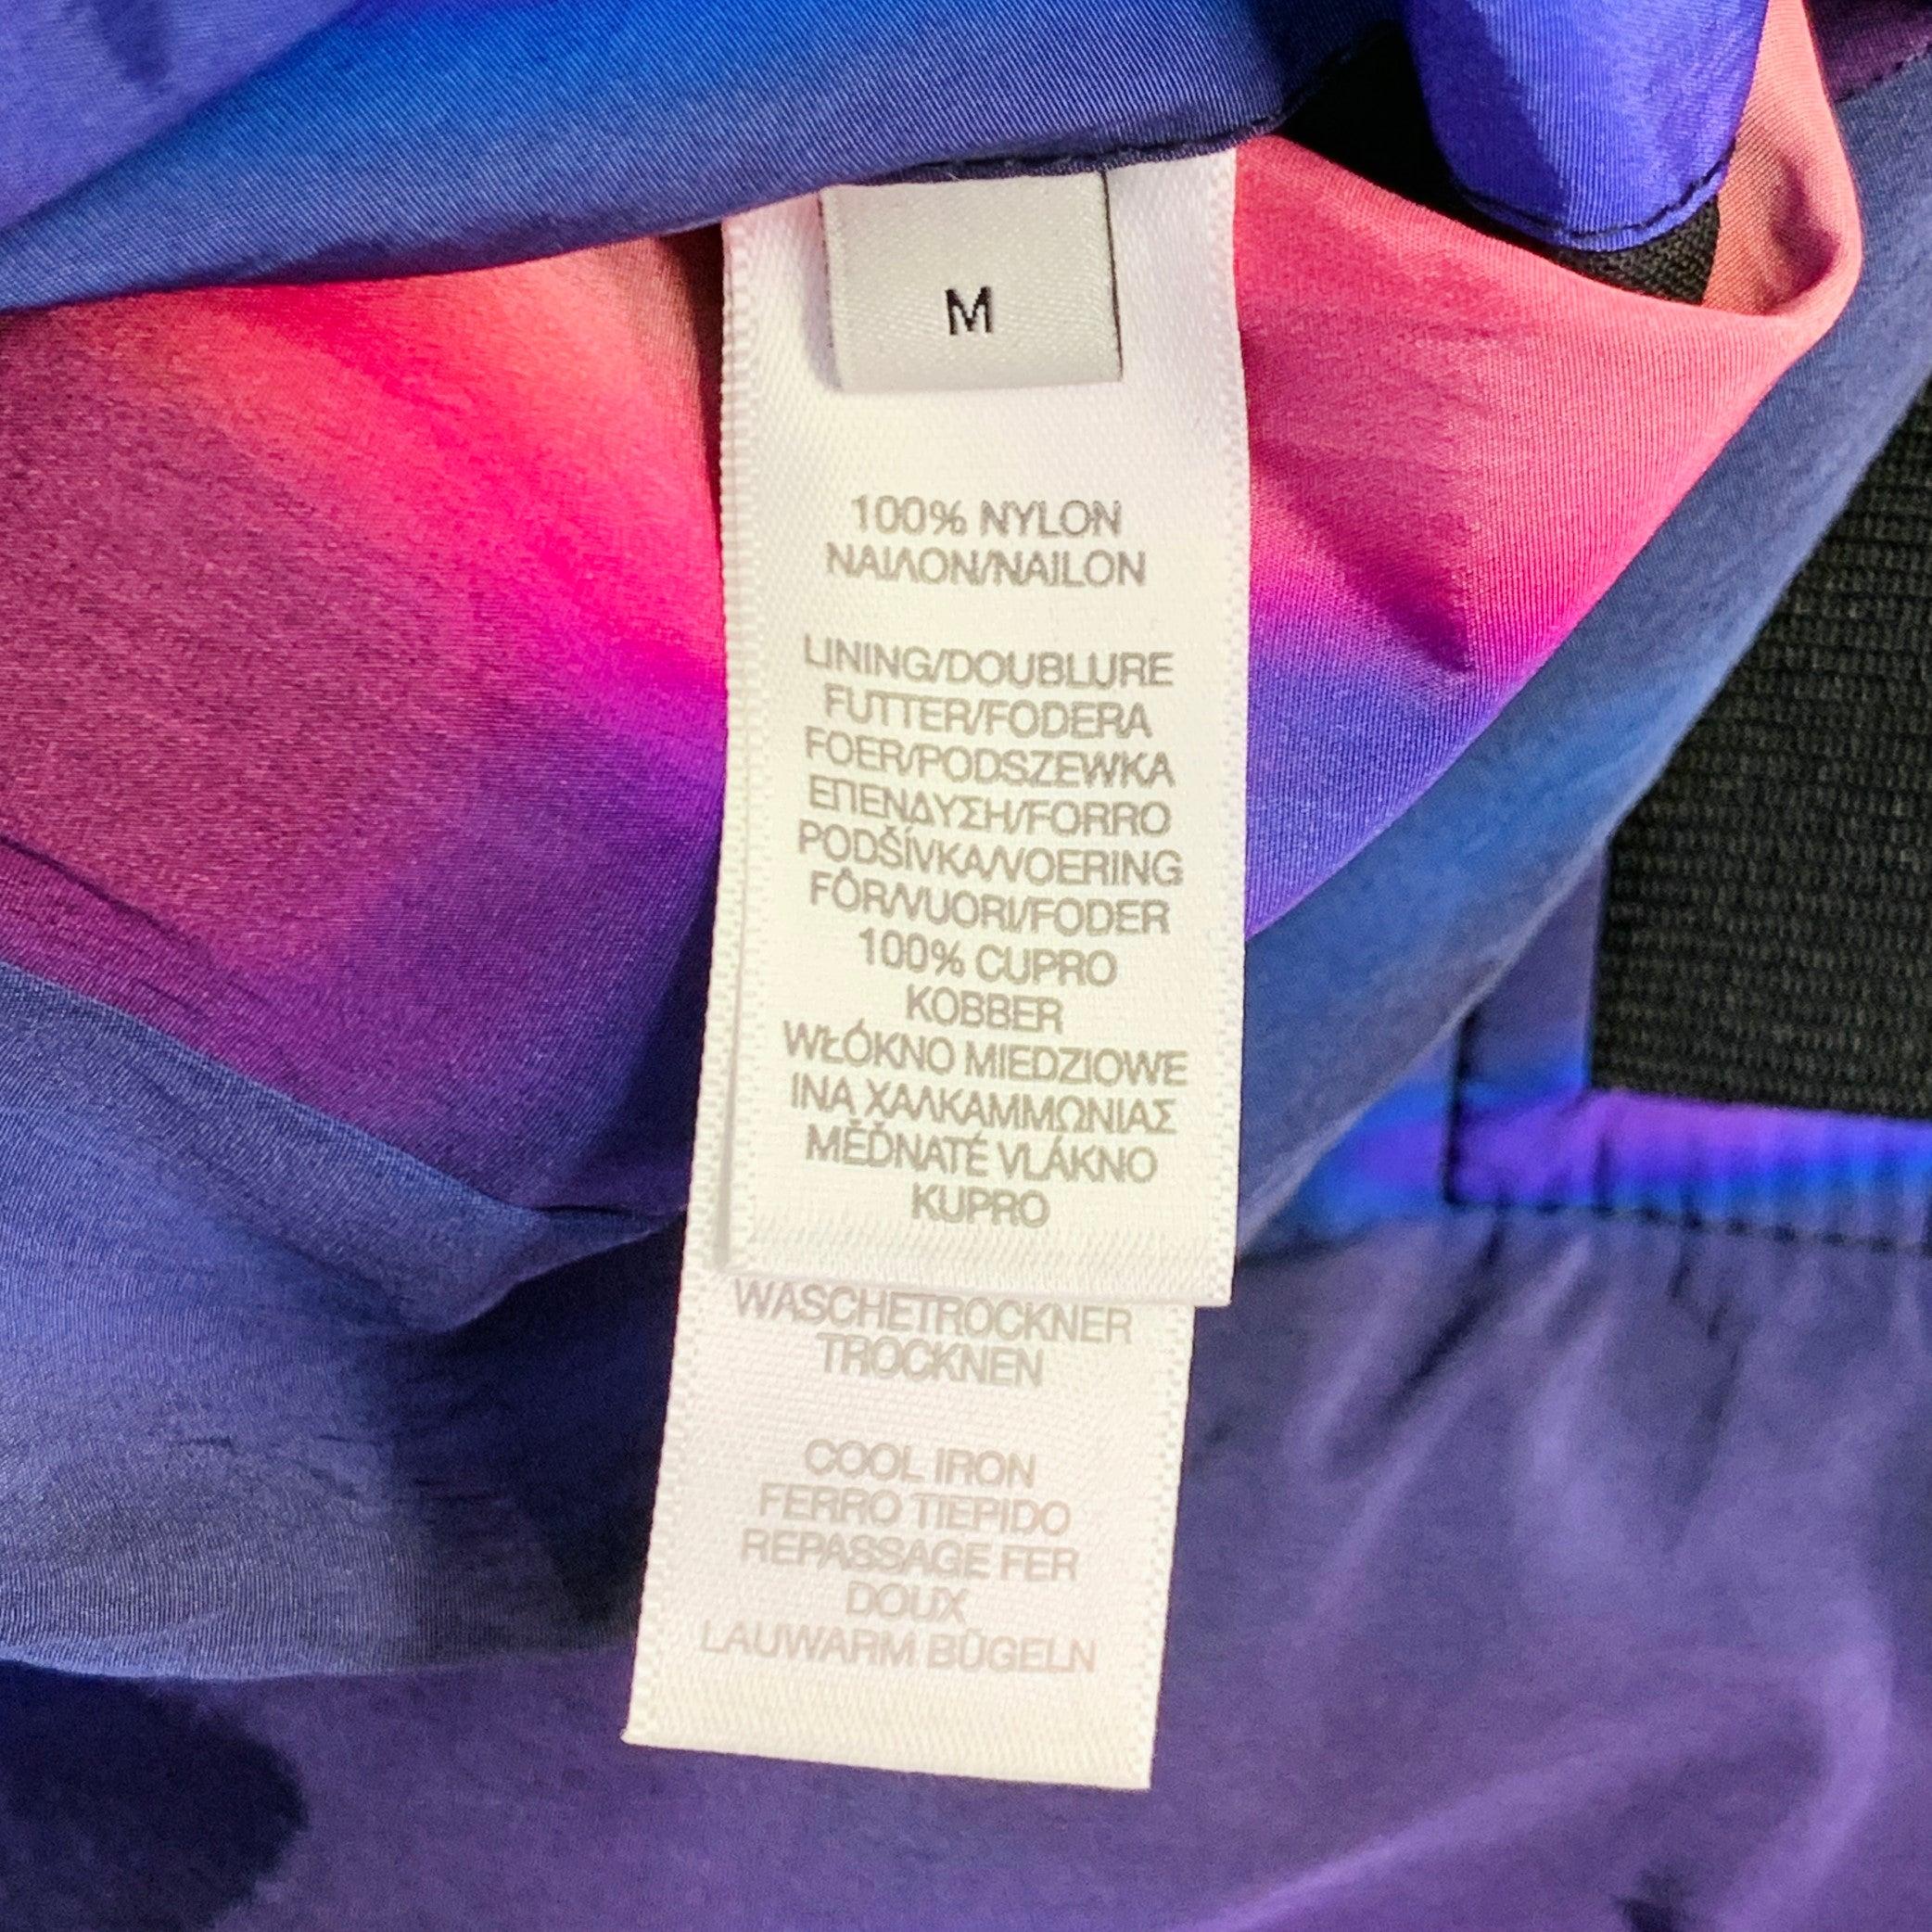 M
100% NYLON
ΝΑΙΛΟΝ/NAILON
LINING/DOUBLURE
FUTTER/FODERA
FOER/PODSZEWKA
ΕΠΕΝΔΥΣΗ/FORRO
PODŠÍVKA/VOERING
FÔR/VUORI/FODER
100% CUPRO
KOBBER
WŁÓKNO MIEDZIOWE
ΙΝΑ ΧΑΛΚΑΜΜΩΝΙΑΣ
MĚĎNATÉ VLÁKNO
KUPRO
WASCHETROCKNER
TROCKNEN
COOL IRON
FERRO TIEPIDO
REPASSAGE FER
DOUX
LAUWARM BÜGELN